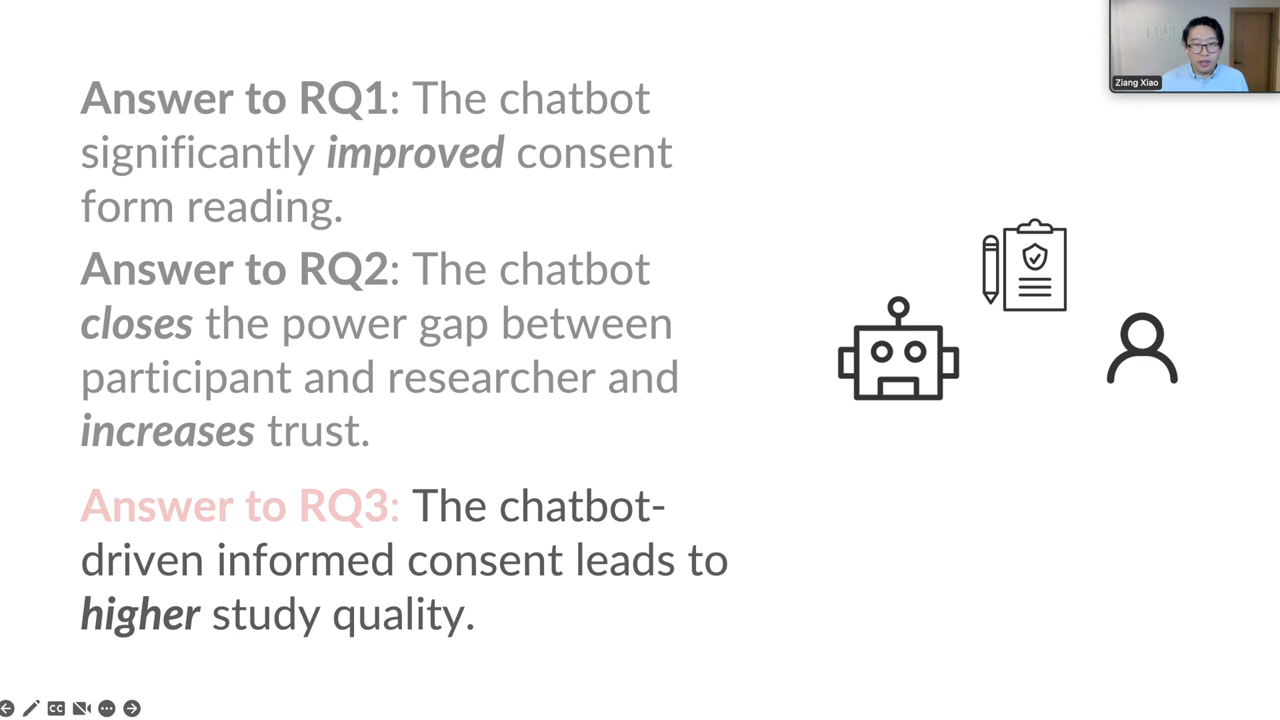 Answer to RQ1: The chatbot
significantly improved consent
form reading.
Answer to RQ2: The chatbot
closes the power gap between
participant and researcher and
increases trust.
Answer to RQ3: The chatbot-
driven informed consent leads to
higher study quality.
Ziang Xiao
CC